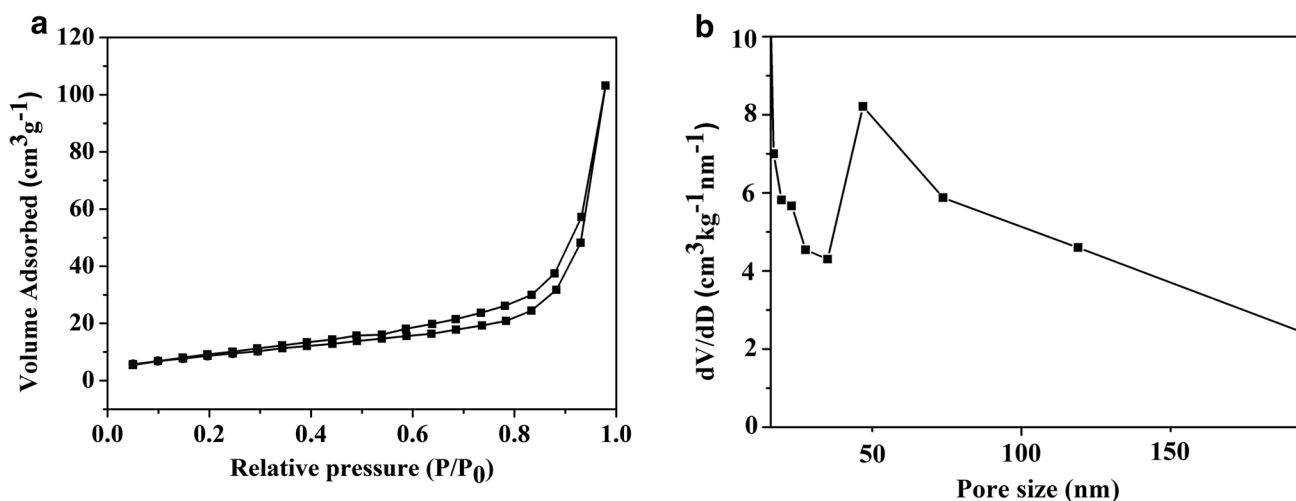 a
120
100
80
60
40
20
0
Volume Adsorbed (cm³g⁻¹)
0.0 0.2 0.4 0.6 0.8 1.0
Relative pressure (P/P₀)
b
10
8
6
4
2
0
dV/dD (cm³kg⁻¹nm⁻¹)
50 100 150
Pore size (nm)